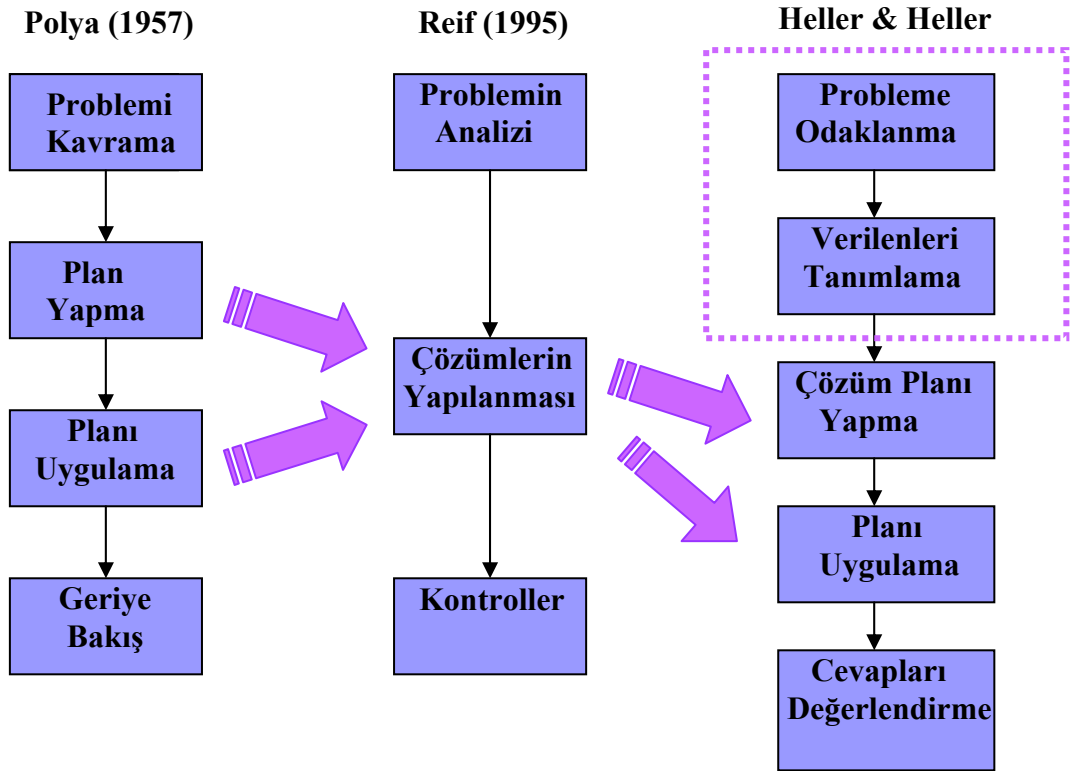 Polya (1957)
Problemi
Kavrama
Plan
Yapma
Planı
Uygulama
Geriye
Bakış
Reif (1995)
Problemin
Analizi
Çözümlerin
Yapılanması
Kontroller
Heller & Heller
Probleme
Odaklanma
Verilenleri
Tanımlama
Çözüm Planı
Yapma
Planı
Uygulama
Cevapları
Değerlendirme